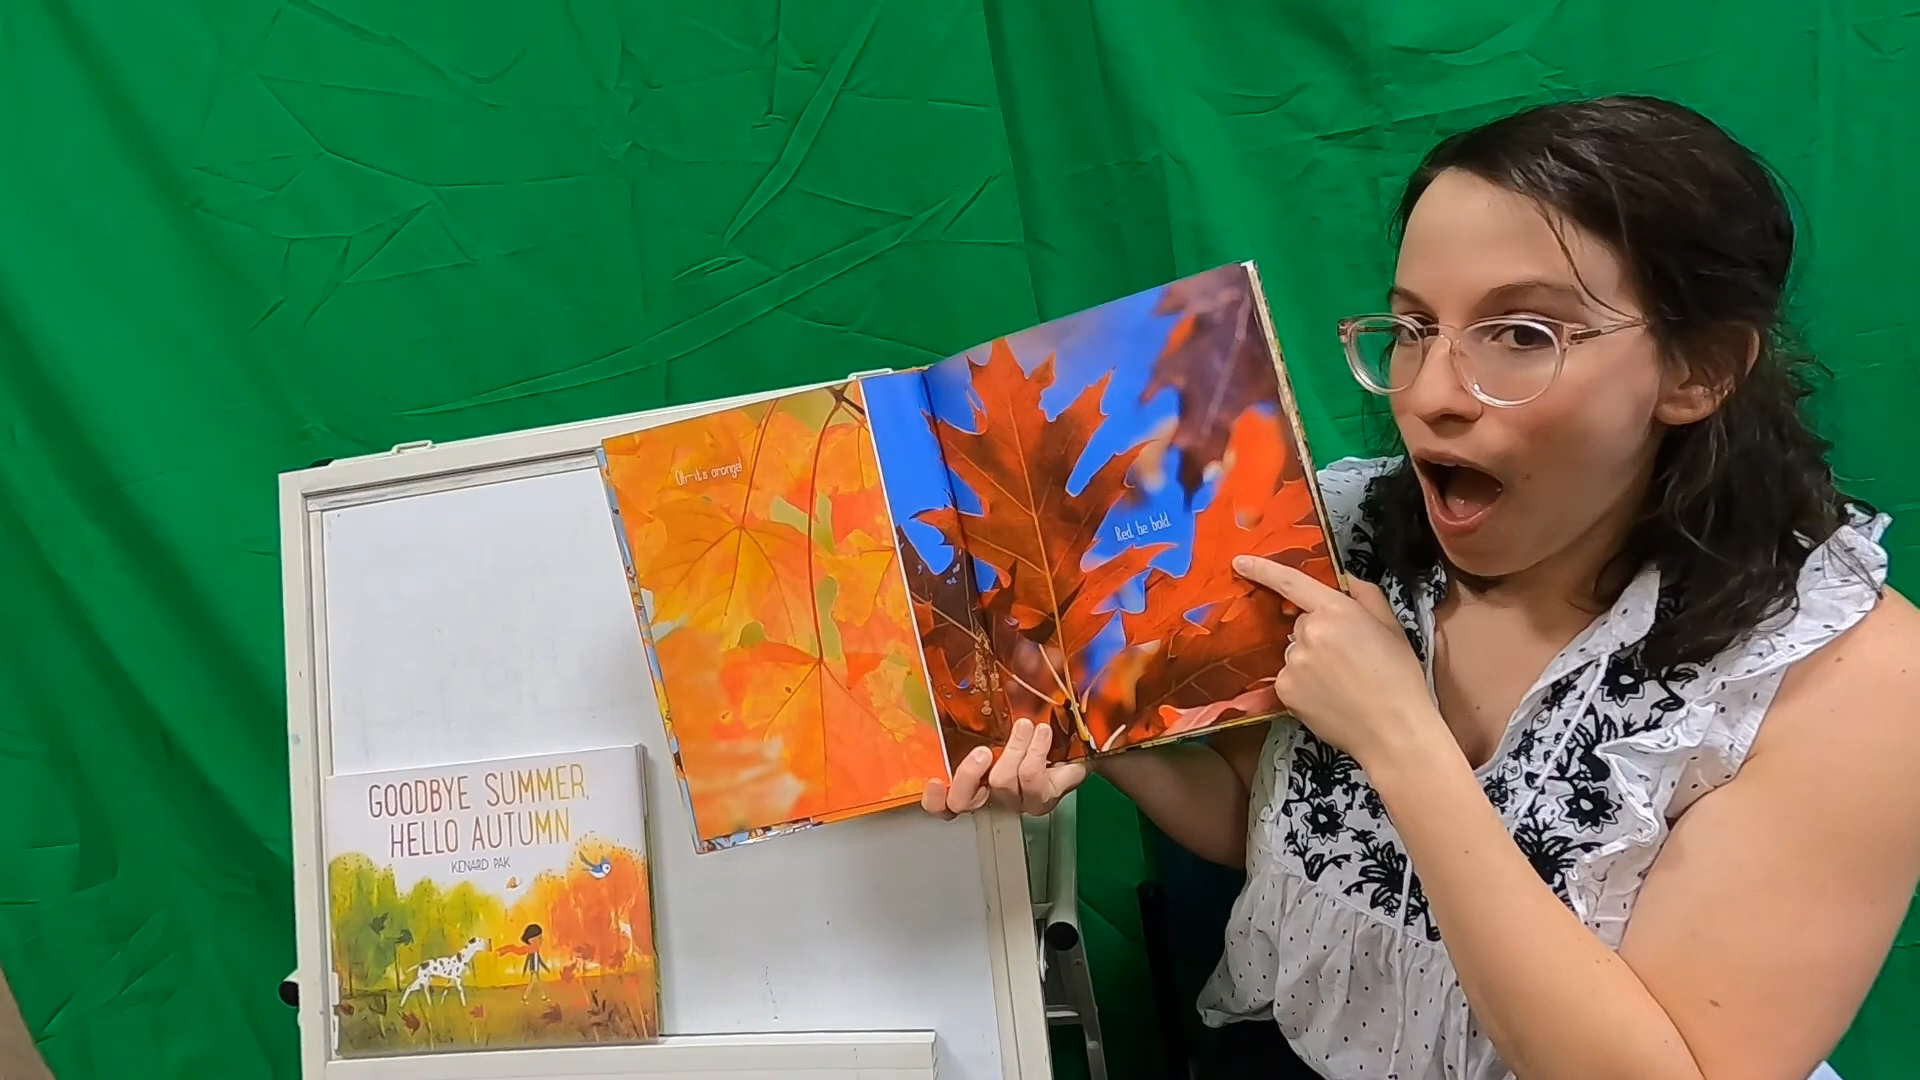 Oh—it's orange!
Red, be bold.
GOODBYE SUMMER,
HELLO AUTUMN
KENARD PAK